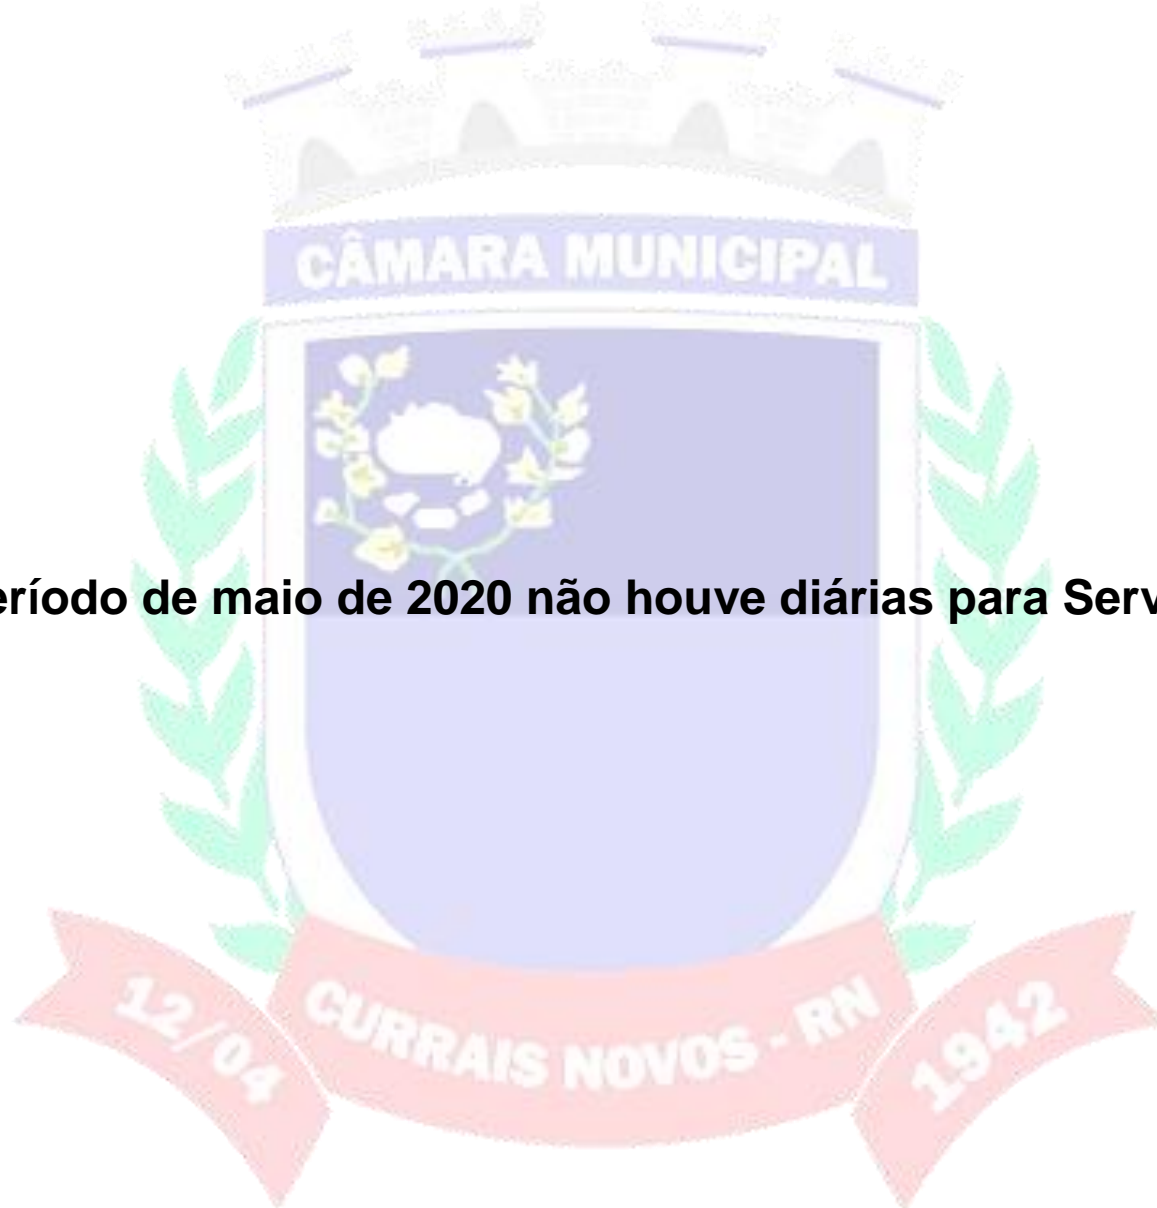 CÂMARA MUNICIPAL
eríodo de maio de 2020 não houve diárias para Serv
12/04
CURRAIS NOVOS - RN
1942